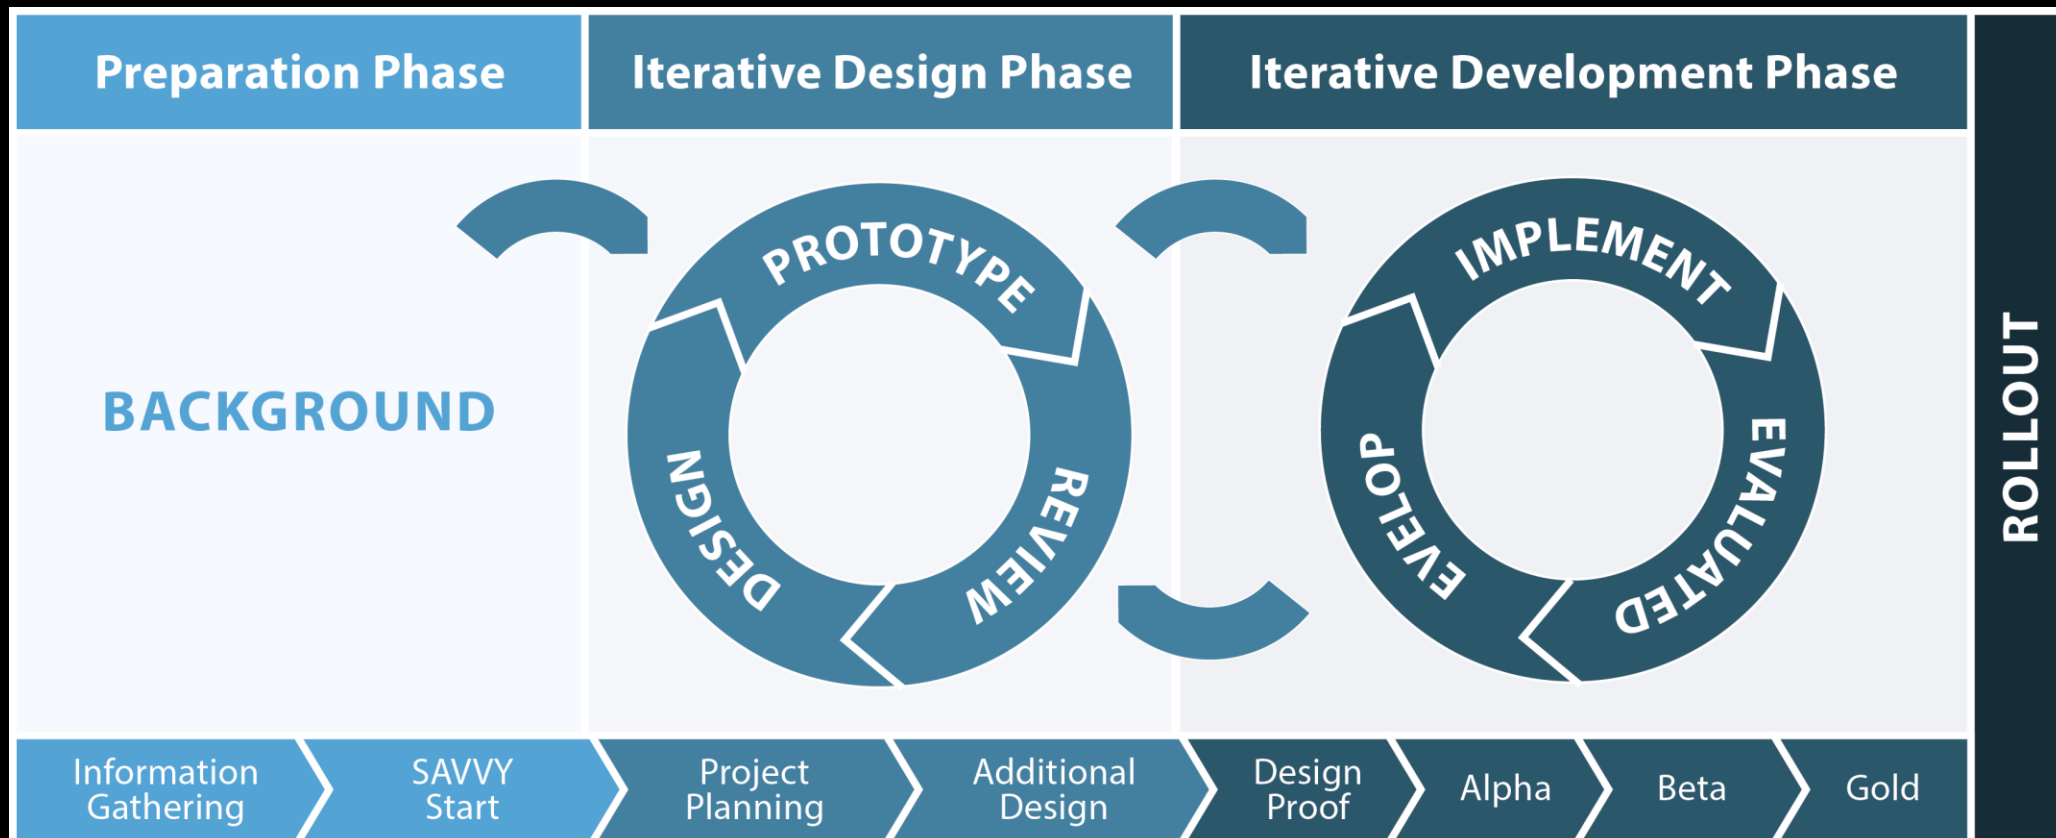 Preparation Phase
Iterative Design Phase
Iterative Development Phase
BACKGROUND
PROTOTYPE
REVIEW
DESIGN
IMPLEMENT
EVALUATED
EVELOP
ROLLOUT
Information
Gathering
SAVVY
Start
Project
Planning
Additional
Design
Design
Proof
Alpha
Beta
Gold